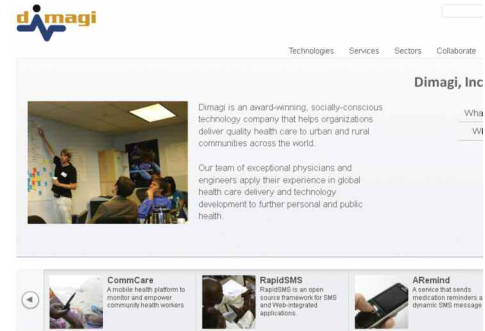 dimagi
Technologies Services Sectors Collaborate
Dimagi, Inc
Dimagi is an award-winning, socially-conscious
technology company that helps organizations
deliver quality health care to urban and rural
communities across the world.
Our team of exceptional physicians and
engineers apply their experience in global
health care delivery and technology
development to further personal and public
health.
Wha
CommCare
A mobile health platform to
monitor and empower
community health workers
RapidSMS
RapidSMS is an open
source framework for SMS
and Web-integrated
applications.
ARemind
A service that sends
medication reminders a
dynamic SMS message